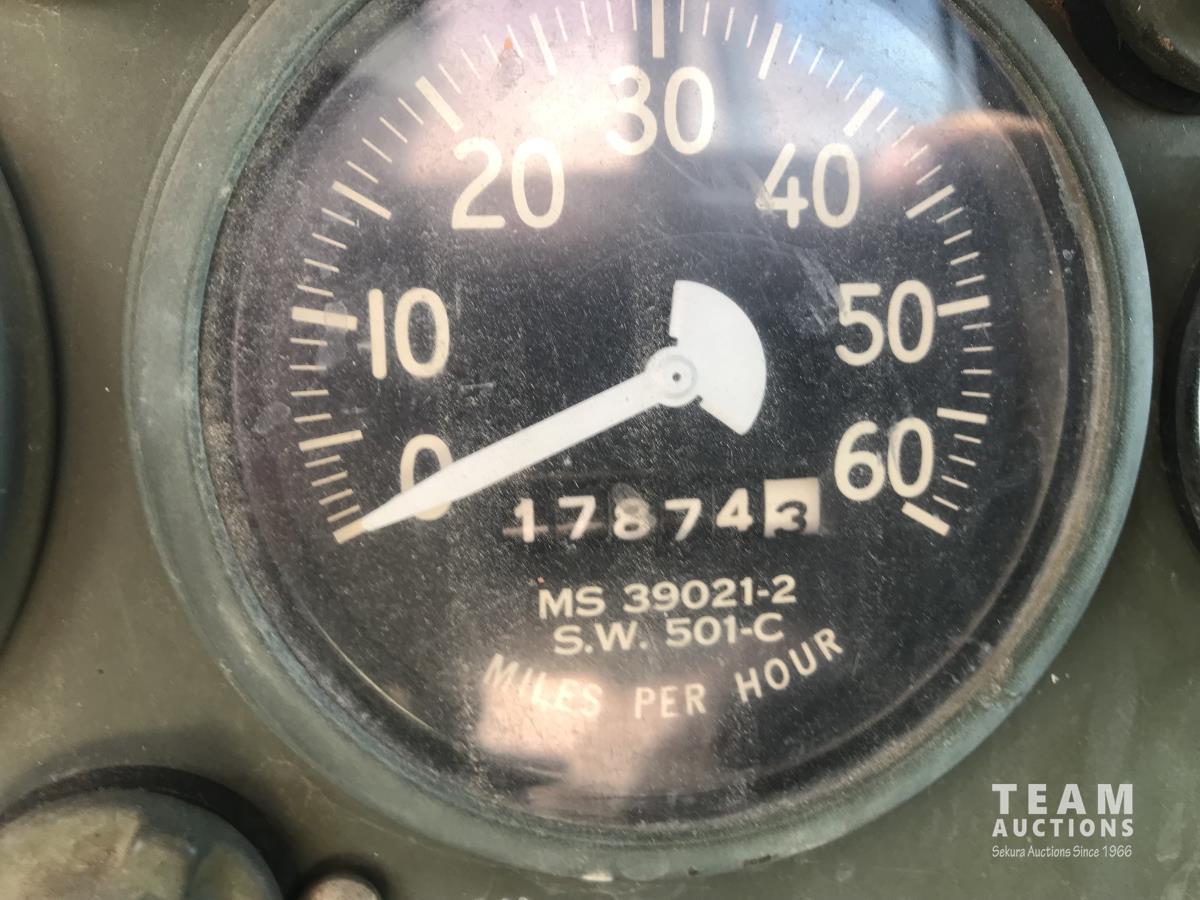 30
20
40
10
50
0
60
178743
MS 39021-2
S.W. 501-C
MILES PER HOUR
TEAM
AUCTIONS
Sekura Auctions Since 1966